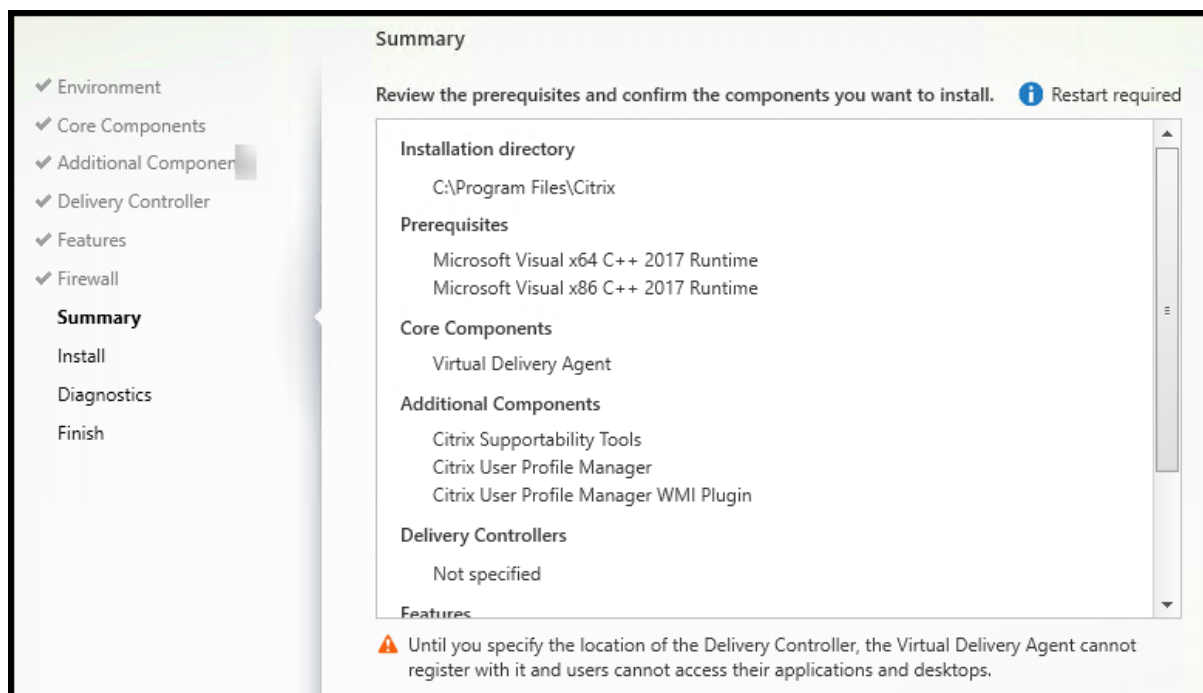 Summary
Environment
Core Components
Additional Componen
Delivery Controller
Features
Firewall
Summary
Install
Diagnostics
Finish
Review the prerequisites and confirm the components you want to install.
Restart required
Installation directory
C:\Program Files\Citrix
Prerequisites
Microsoft Visual x64 C++ 2017 Runtime
Microsoft Visual x86 C++ 2017 Runtime
Core Components
Virtual Delivery Agent
Additional Components
Citrix Supportability Tools
Citrix User Profile Manager
Citrix User Profile Manager WMI Plugin
Delivery Controllers
Not specified
Features
Until you specify the location of the Delivery Controller, the Virtual Delivery Agent cannot
register with it and users cannot access their applications and desktops.